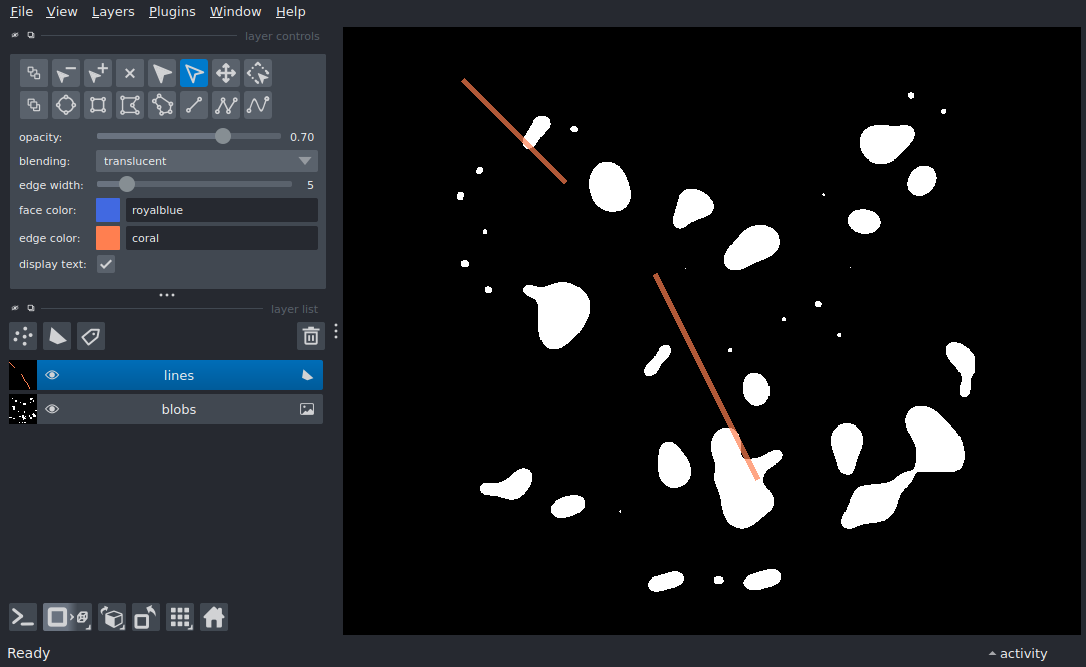 File View Layers Plugins Window Help
layer controls
opacity: 0.70
blending: translucent
edge width: 5
face color: royalblue
edge color: coral
display text:
layer list
lines
blobs
Ready
activity